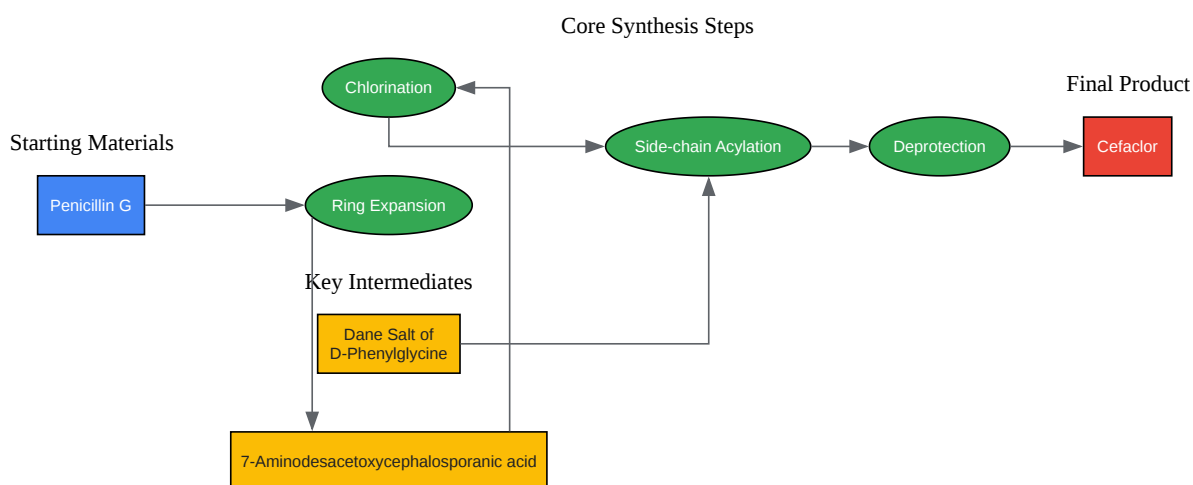 Core Synthesis Steps
Chlorination
Final Product
Starting Materials
Side-chain Acylation
Deprotection
Cefaclor
Penicillin G
Ring Expansion
Key Intermediates
Dane Salt of
D-Phenylglycine
7-Aminodesacetoxycephalosporanic acid